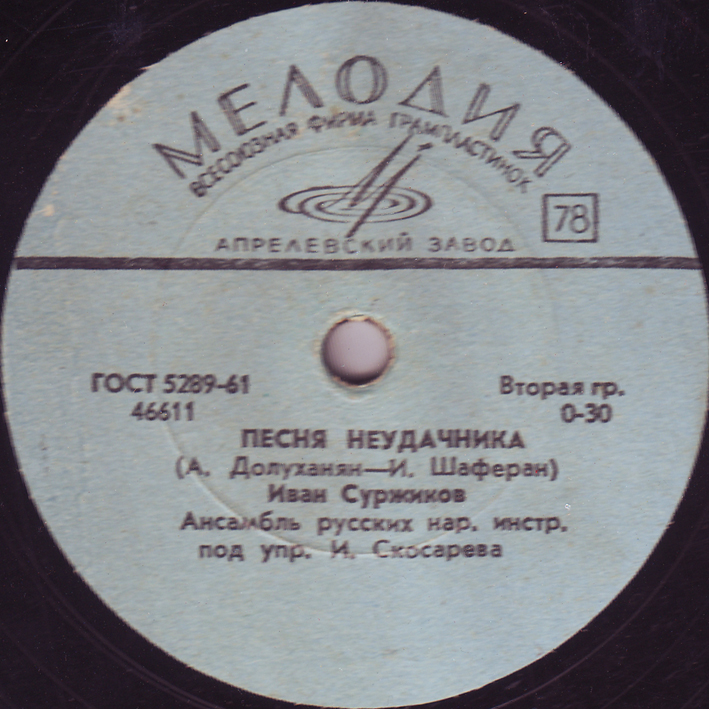 МЕЛОДИЯ
ВСЕСОЮЗНАЯ ФИРМА ГРАМПЛАСТИНОК
78
АПРЕЛЕВСКИЙ ЗАВОД
ГОСТ 5289-61
Вторая гр.
46611
0-30
ПЕСНЯ НЕУДАЧНИКА
(А. Долуханян—И. Шаферан)
Иван Суржиков
Ансамбль русских нар. инстр.
под упр. И. Скосарева